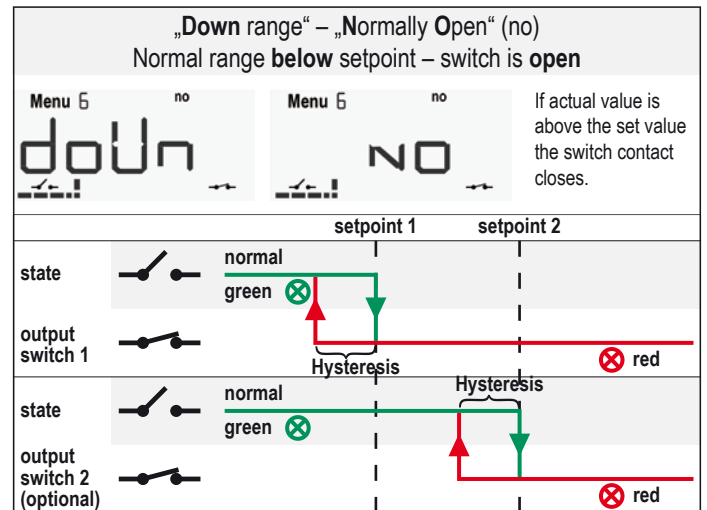 „Down range“ – „Normally Open“ (no)
Normal range below setpoint – switch is open
Menu 6 no
doUn
Menu 6 no
NO
If actual value is
above the set value
the switch contact
closes.
setpoint 1 setpoint 2
state
normal
green
output
switch 1
Hysteresis
red
state
normal
green
Hysteresis
output
switch 2
(optional)
red